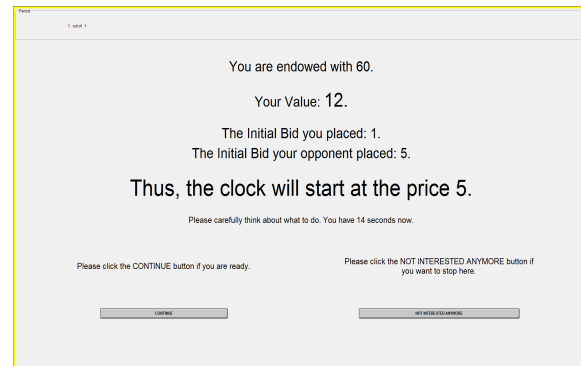 Period
1 out of 1
You are endowed with 60.
Your Value: 12.
The Initial Bid you placed: 1.
The Initial Bid your opponent placed: 5.
Thus, the clock will start at the price 5.
Please carefully think about what to do. You have 14 seconds now.
Please click the CONTINUE button if you are ready.
Please click the NOT INTERESTED ANYMORE button if
you want to stop here.
CONTINUE
NOT INTERESTED ANYMORE